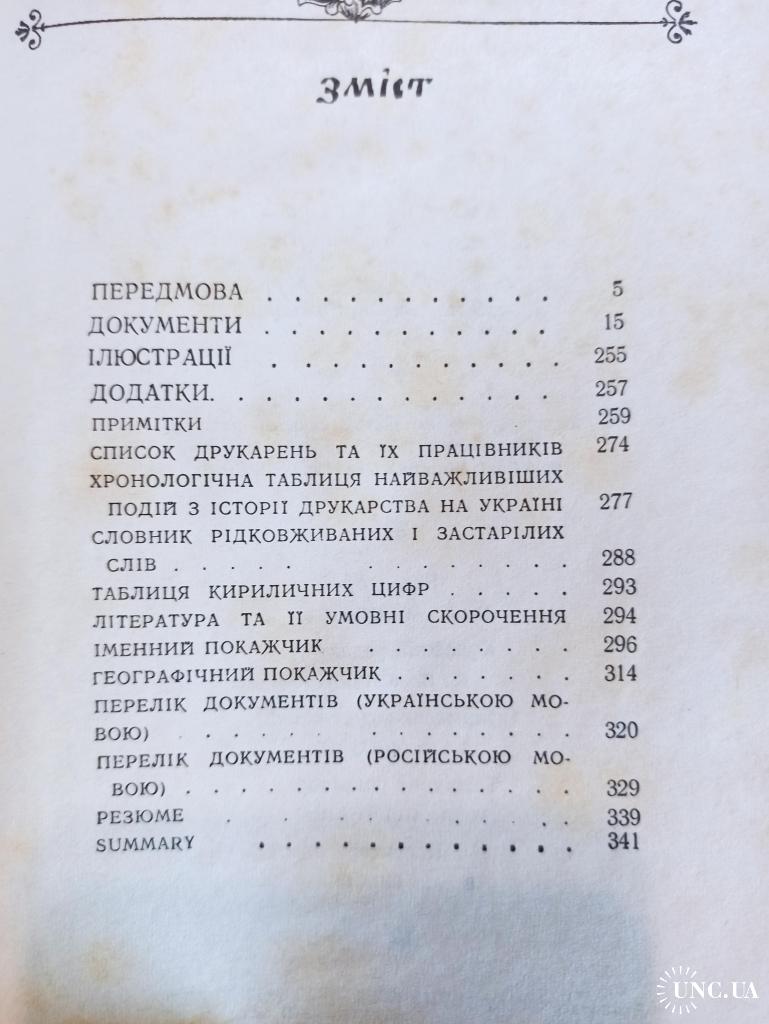 зміст
ПЕРЕДМОВА . . . . . . . . . . . 5
ДОКУМЕНТИ . . . . . . . . . . . 15
ІЛЮСТРАЦІЇ . . . . . . . . . . . 255
ДОДАТКИ. . . . . . . . . . . . 257
ПРИМІТКИ 259
СПИСОК ДРУКАРЕНЬ ТА ЇХ ПРАЦІВНИКІВ 274
ХРОНОЛОГІЧНА ТАБЛИЦЯ НАЙВАЖЛИВІШИХ
ПОДІЙ З ІСТОРІЇ ДРУКАРСТВА НА УКРАЇНІ 277
СЛОВНИК РІДКОВЖИВАНИХ І ЗАСТАРІЛИХ
СЛІВ . . . . . . . . . . . . . 288
ТАБЛИЦЯ КИРИЛИЧНИХ ЦИФР . . . . . 293
ЛІТЕРАТУРА ТА ЇЇ УМОВНІ СКОРОЧЕННЯ 294
ІМЕННИЙ ПОКАЖЧИК . . . . . . . . 296
ГЕОГРАФІЧНИЙ ПОКАЖЧИК . . . . . . . 314
ПЕРЕЛІК ДОКУМЕНТІВ (УКРАЇНСЬКОЮ МО-
ВОЮ) . . . . . . . . . . . . 320
ПЕРЕЛІК ДОКУМЕНТІВ (РОСІЙСЬКОЮ МО-
ВОЮ) . . . . . . . . . . . . . . 329
РЕЗЮМЕ . . . . . . . . . . . . 339
SUMMARY . . . . . . . . . . . . 341
UNC.UA